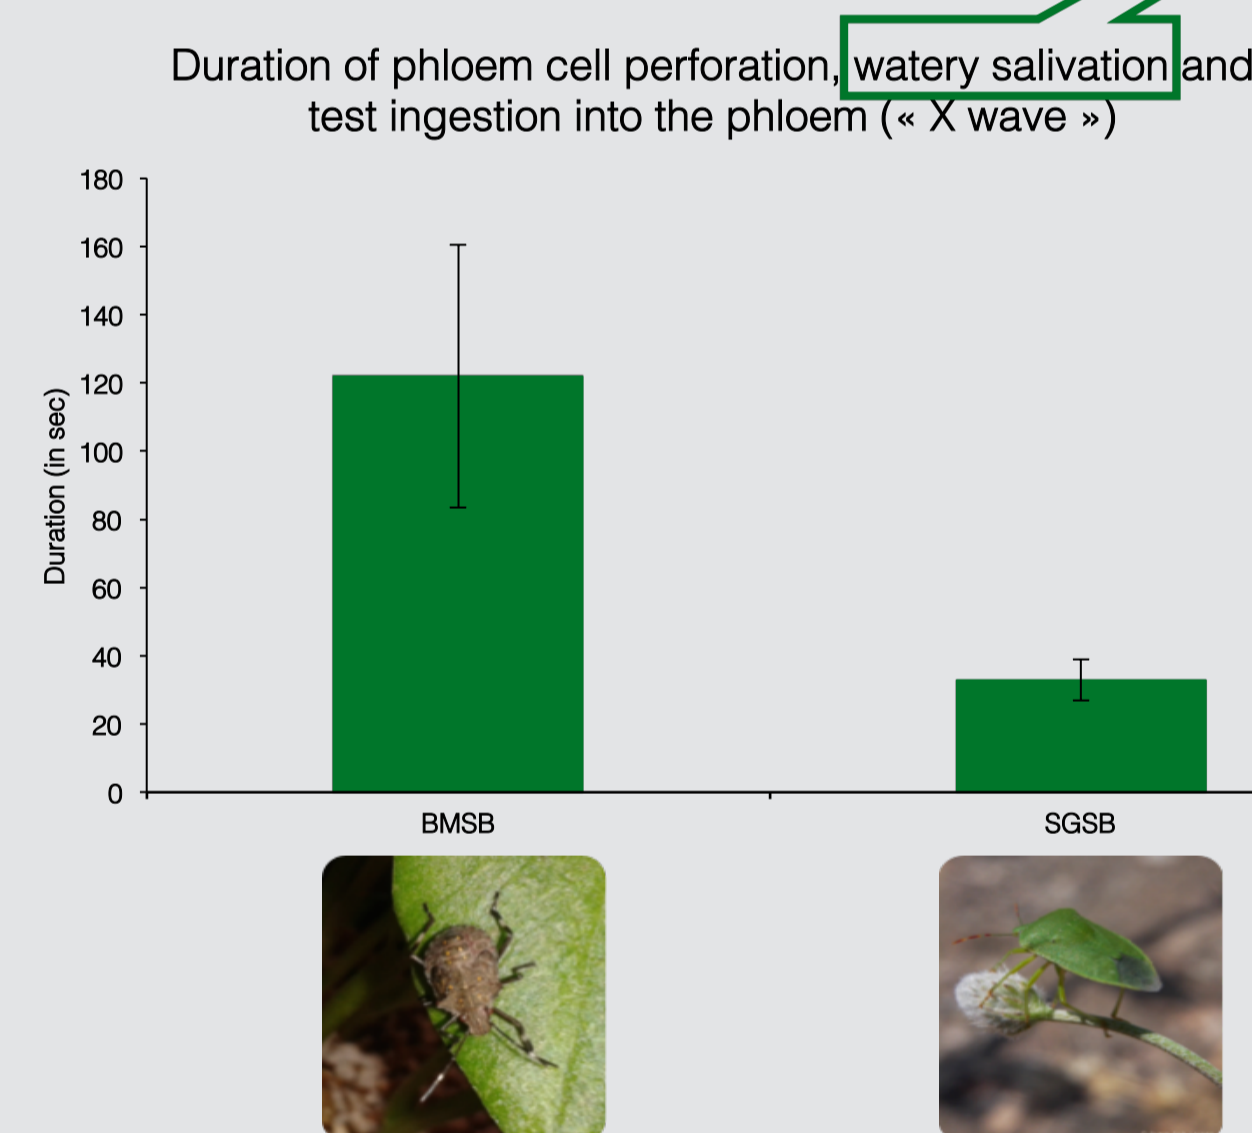 Duration of phloem cell perforation, watery salivation and
test ingestion into the phloem (« X wave »)
180
160
140
120
100
80
60
40
20
0
Duration (in sec)
BMSB
SGSB